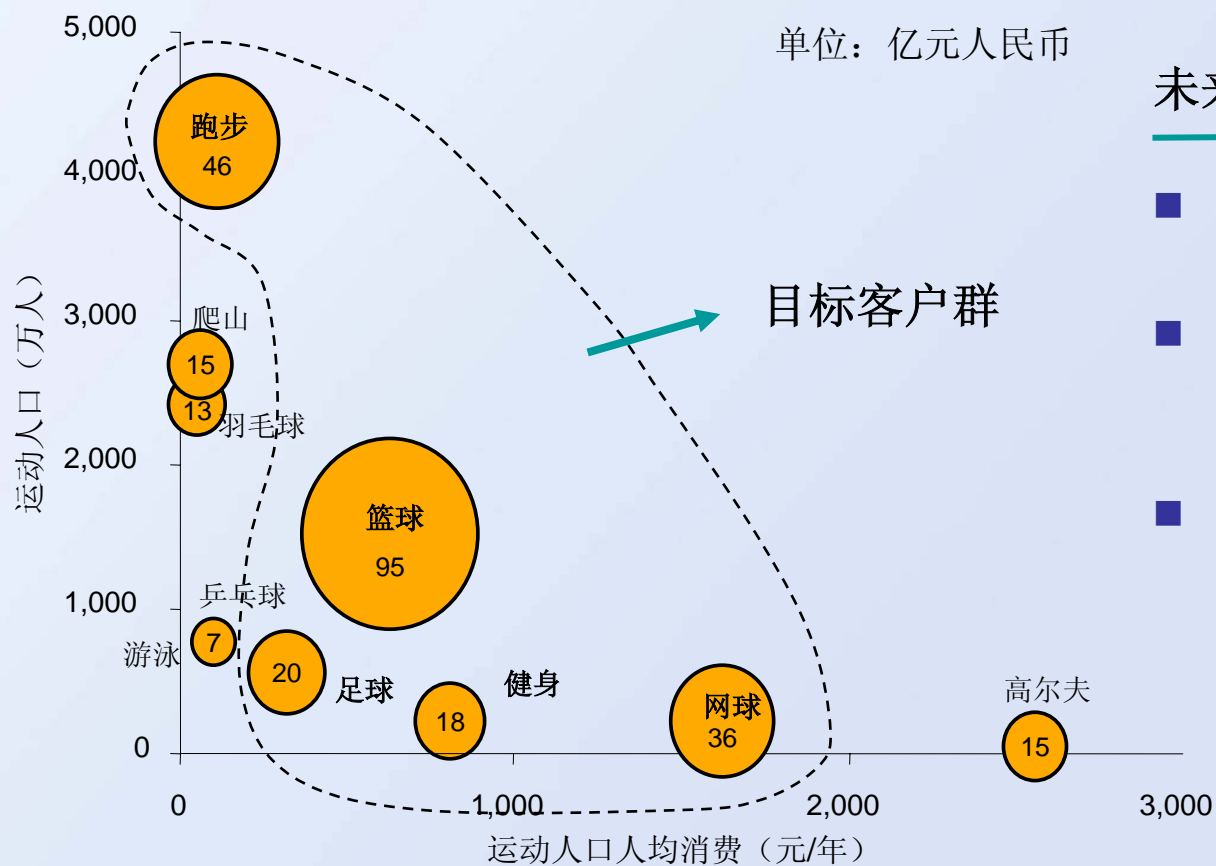 单位：亿元人民币
未来
5,000
4,000
3,000
2,000
1,000
0
运动人口（万人）
跑步
46
爬山
15
13
羽毛球
目标客户群
篮球
95
乒乓球
游泳
7
20
足球
健身
18
网球
36
高尔夫
15
0
1,000
2,000
3,000
运动人口人均消费（元/年）